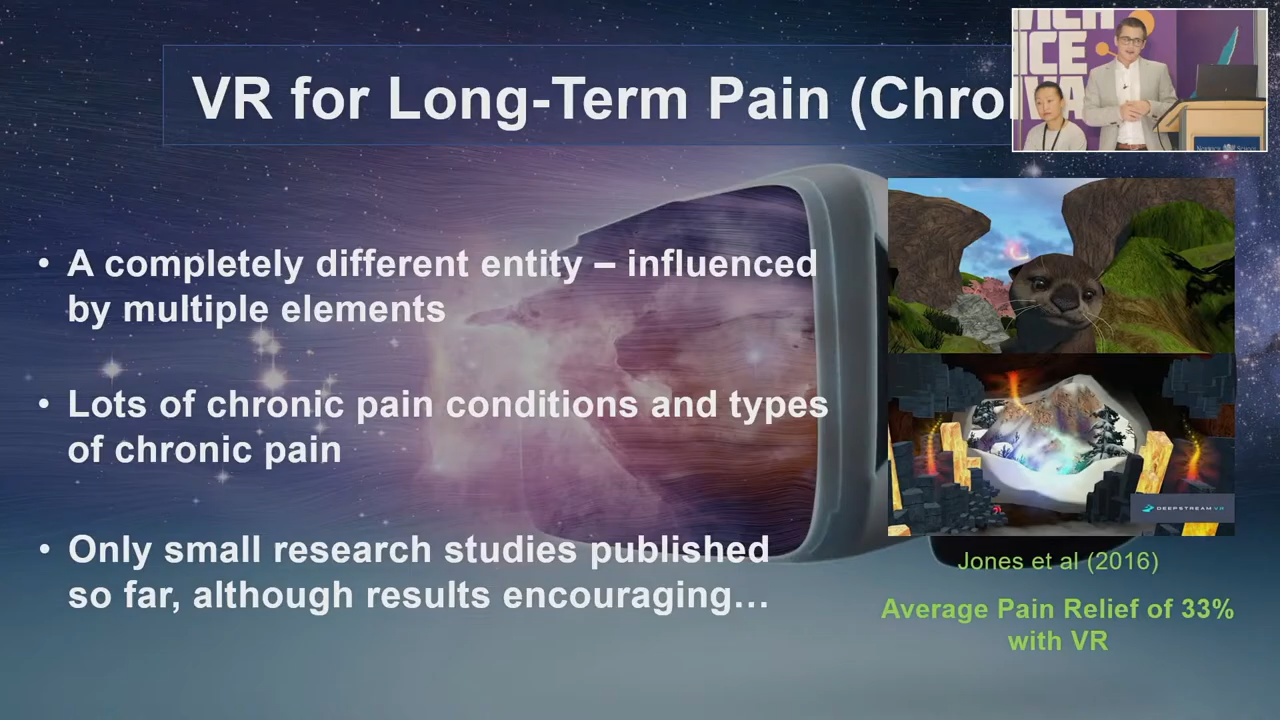 VR for Long-Term Pain (Chro
ICE
• A completely different entity – influenced
by multiple elements
• Lots of chronic pain conditions and types
of chronic pain
• Only small research studies published
so far, although results encouraging…
DEEPSTREAM VR
Jones et al (2016)
Average Pain Relief of 33%
with VR